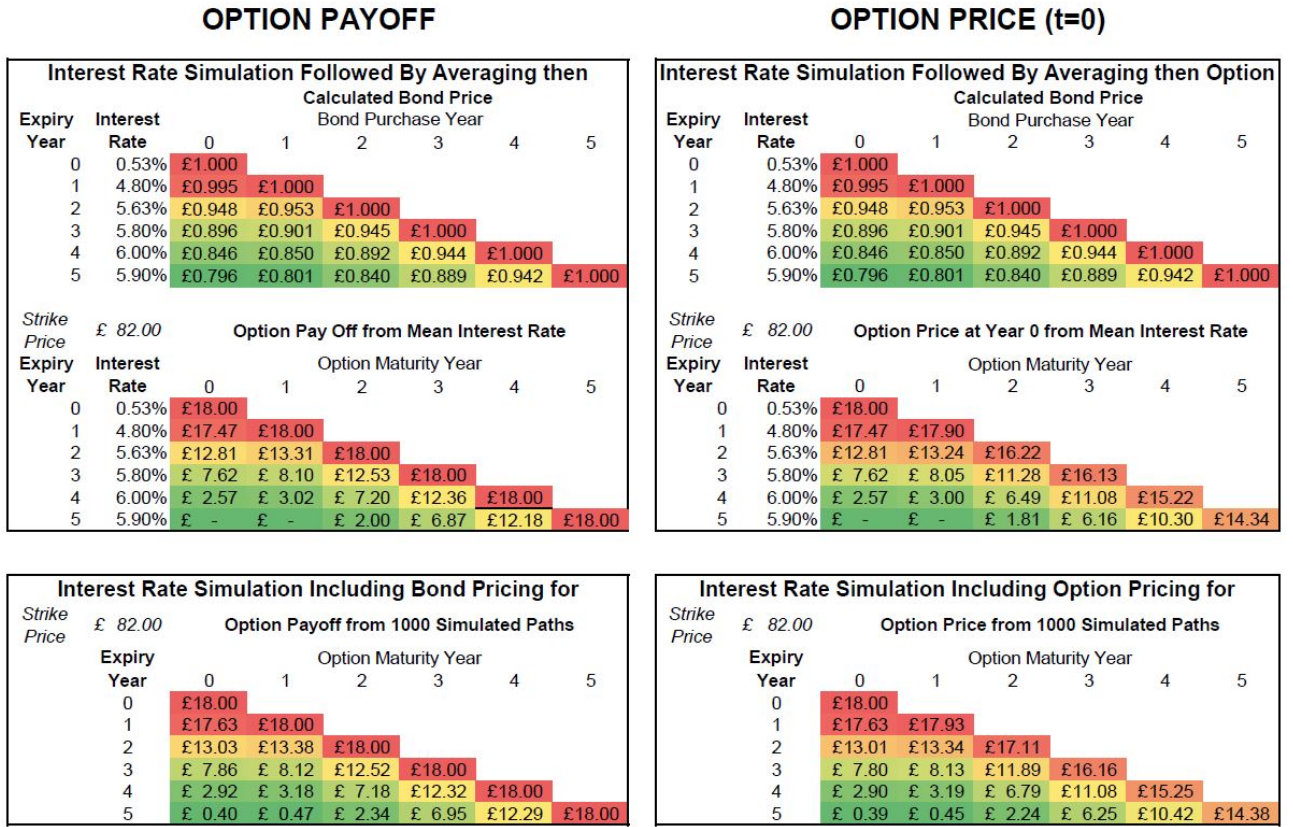 OPTION PAYOFF
Interest Rate Simulation Followed By Averaging then
Calculated Bond Price
Expiry Interest Bond Purchase Year
Year Rate 0 1 2 3 4 5
0 0.53% £1.000
1 4.80% £0.995 £1.000
2 5.63% £0.948 £0.953 £1.000
3 5.80% £0.896 £0.901 £0.945 £1.000
4 6.00% £0.846 £0.850 £0.892 £0.944 £1.000
5 5.90% £0.796 £0.801 £0.840 £0.889 £0.942 £1.000
Strike
Price £ 82.00 Option Pay Off from Mean Interest Rate
Expiry Interest Option Maturity Year
Year Rate 0 1 2 3 4 5
0 0.53% £18.00
1 4.80% £17.47 £18.00
2 5.63% £12.81 £13.31 £18.00
3 5.80% £ 7.62 £ 8.10 £12.53 £18.00
4 6.00% £ 2.57 £ 3.02 £ 7.20 £12.36 £18.00
5 5.90% £ - £ - £ 2.00 £ 6.87 £12.18 £18.00
Interest Rate Simulation Including Bond Pricing for
Strike
Price £ 82.00 Option Payoff from 1000 Simulated Paths
Expiry Option Maturity Year
Year 0 1 2 3 4 5
0 £18.00
1 £17.63 £18.00
2 £13.03 £13.38 £18.00
3 £ 7.86 £ 8.12 £12.52 £18.00
4 £ 2.92 £ 3.18 £ 7.18 £12.32 £18.00
5 £ 0.40 £ 0.47 £ 2.34 £ 6.95 £12.29 £18.00
OPTION PRICE (t=0)
Interest Rate Simulation Followed By Averaging then Option
Calculated Bond Price
Expiry Interest Bond Purchase Year
Year Rate 0 1 2 3 4 5
0 0.53% £1.000
1 4.80% £0.995 £1.000
2 5.63% £0.948 £0.953 £1.000
3 5.80% £0.896 £0.901 £0.945 £1.000
4 6.00% £0.846 £0.850 £0.892 £0.944 £1.000
5 5.90% £0.796 £0.801 £0.840 £0.889 £0.942 £1.000
Strike
Price £ 82.00 Option Price at Year 0 from Mean Interest Rate
Expiry Interest Option Maturity Year
Year Rate 0 1 2 3 4 5
0 0.53% £18.00
1 4.80% £17.47 £17.90
2 5.63% £12.81 £13.24 £16.22
3 5.80% £ 7.62 £ 8.05 £11.28 £16.13
4 6.00% £ 2.57 £ 3.00 £ 6.49 £11.08 £15.22
5 5.90% £ - £ - £ 1.81 £ 6.16 £10.30 £14.34
Interest Rate Simulation Including Option Pricing for
Strike
Price £ 82.00 Option Price from 1000 Simulated Paths
Expiry Option Maturity Year
Year 0 1 2 3 4 5
0 £18.00
1 £17.63 £17.93
2 £13.01 £13.34 £17.11
3 £ 7.80 £ 8.13 £11.89 £16.16
4 £ 2.90 £ 3.19 £ 6.79 £11.08 £15.25
5 £ 0.39 £ 0.45 £ 2.24 £ 6.25 £10.42 £14.38